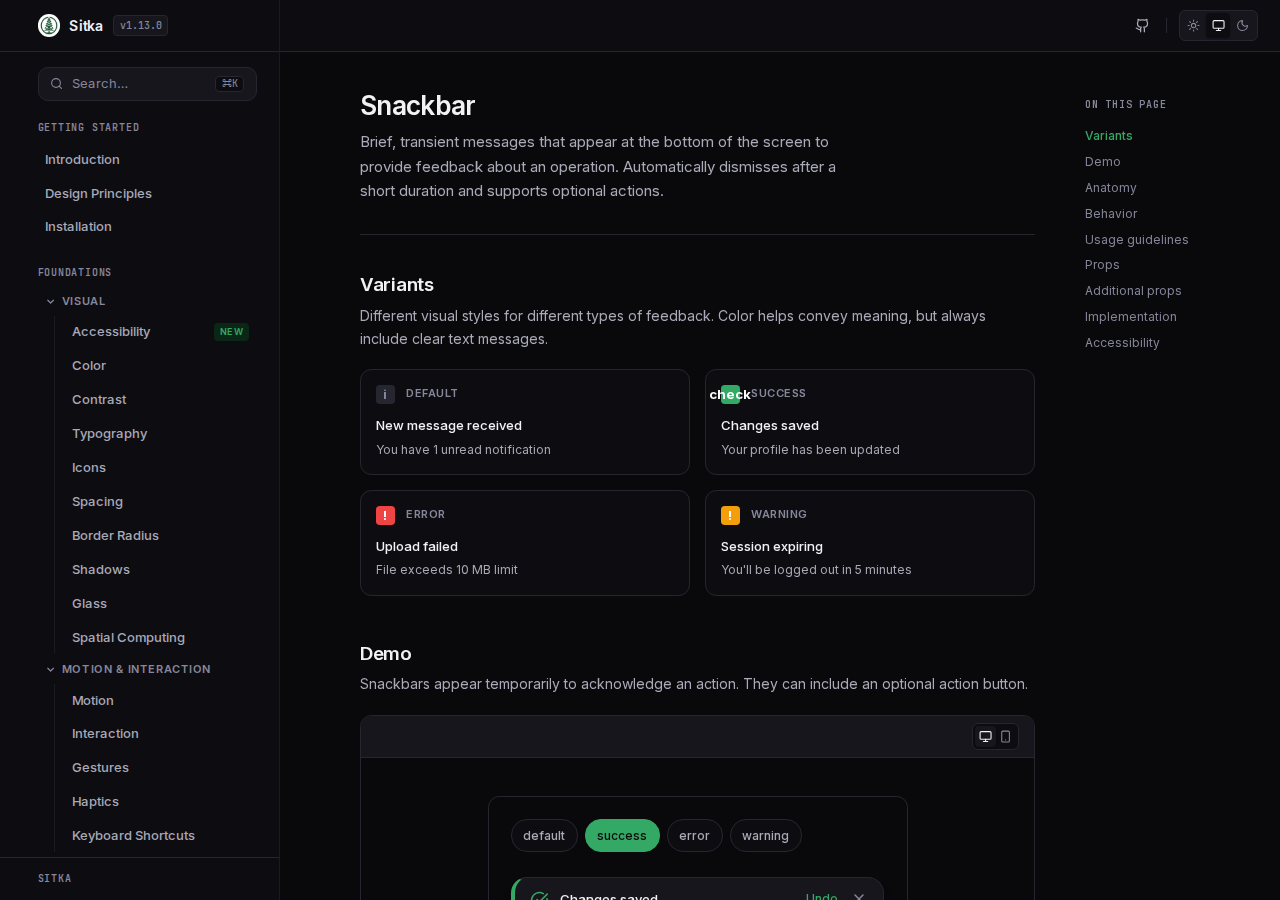 Sitka v1.13.0
Search... ⌘K
GETTING STARTED
Introduction
Design Principles
Installation
FOUNDATIONS
VISUAL
Accessibility NEW
Color
Contrast
Typography
Icons
Spacing
Border Radius
Shadows
Glass
Spatial Computing
MOTION & INTERACTION
Motion
Interaction
Gestures
Haptics
Keyboard Shortcuts
SITKA
Snackbar
Brief, transient messages that appear at the bottom of the screen to
provide feedback about an operation. Automatically dismisses after a
short duration and supports optional actions.
Variants
Different visual styles for different types of feedback. Color helps convey meaning, but always
include clear text messages.
i DEFAULT
New message received
You have 1 unread notification
check SUCCESS
Changes saved
Your profile has been updated
! ERROR
Upload failed
File exceeds 10 MB limit
! WARNING
Session expiring
You'll be logged out in 5 minutes
Demo
Snackbars appear temporarily to acknowledge an action. They can include an optional action button.
default success error warning
Changes saved Undo
ON THIS PAGE
Variants
Demo
Anatomy
Behavior
Usage guidelines
Props
Additional props
Implementation
Accessibility